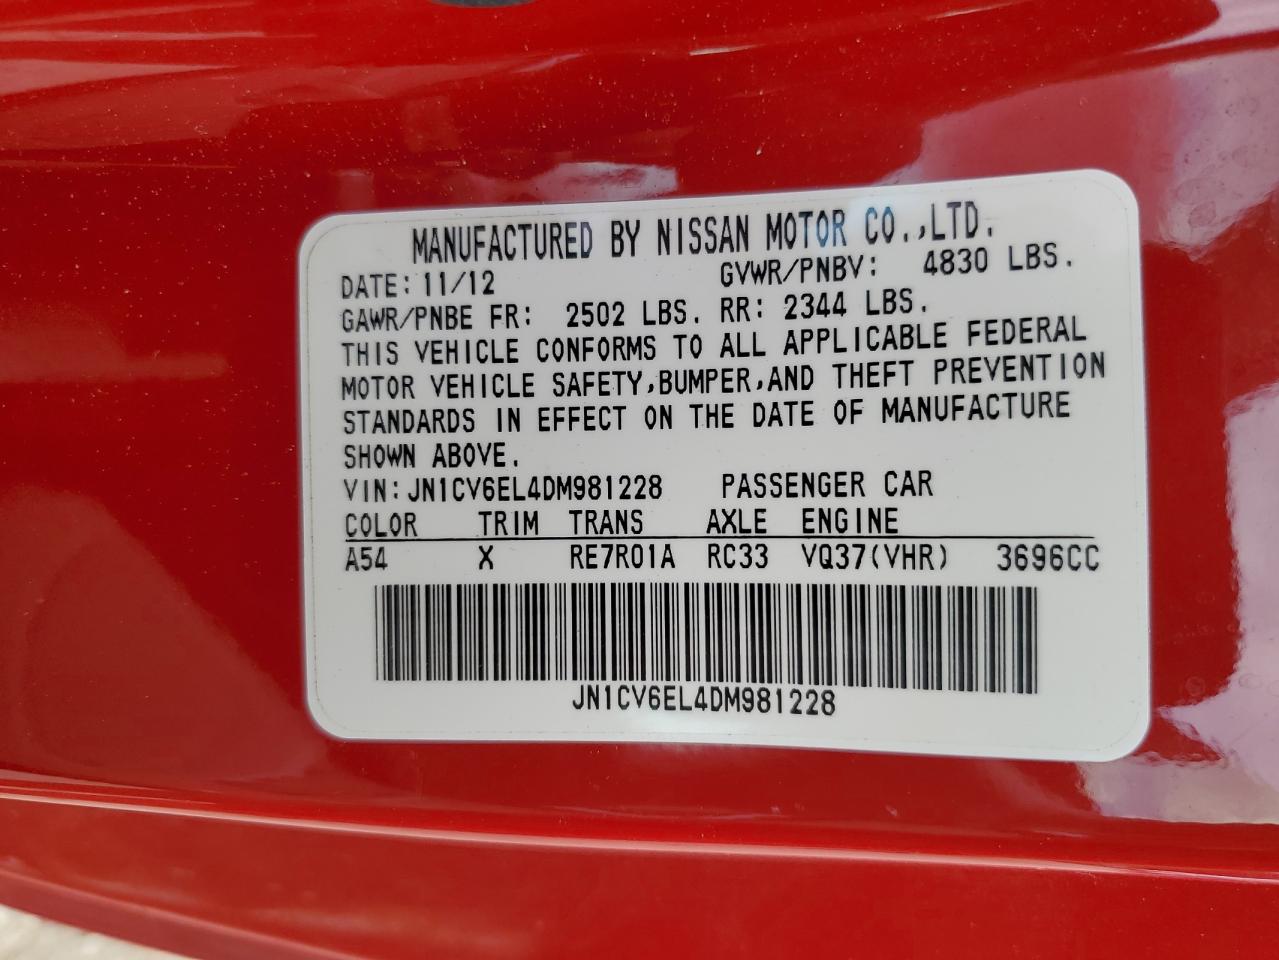 MANUFACTURED BY NISSAN MOTOR CO.,LTD.
DATE: 11/12 GVWR/PNBV: 4830 LBS.
GAWR/PNBE FR: 2502 LBS. RR: 2344 LBS.
THIS VEHICLE CONFORMS TO ALL APPLICABLE FEDERAL
MOTOR VEHICLE SAFETY,BUMPER,AND THEFT PREVENTION
STANDARDS IN EFFECT ON THE DATE OF MANUFACTURE
SHOWN ABOVE.
VIN:JN1CV6EL4DM981228 PASSENGER CAR
COLOR TRIM TRANS AXLE ENGINE
A54 X RE7R01A RC33 VQ37(VHR) 3696CC
JN1CV6EL4DM981228